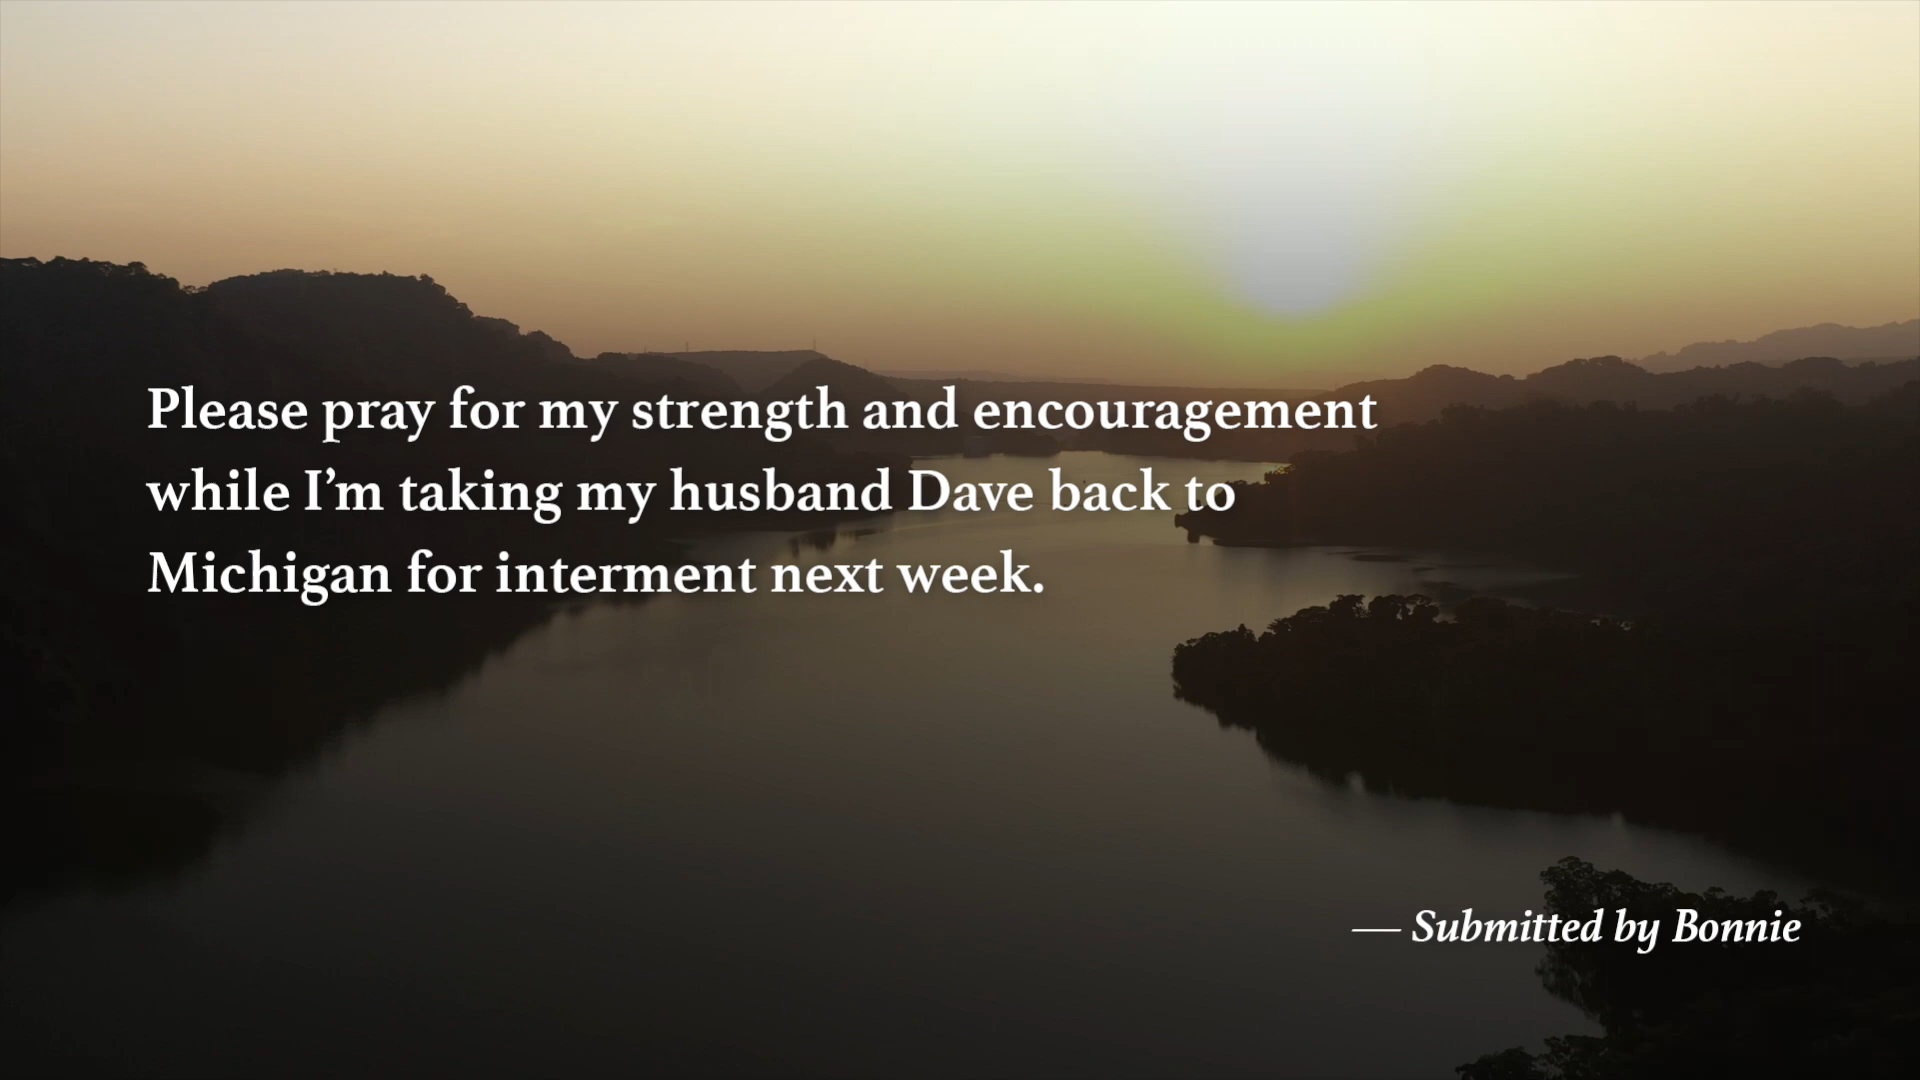 Please pray for my strength and encouragement
while I’m taking my husband Dave back to
Michigan for interment next week.
— Submitted by Bonnie